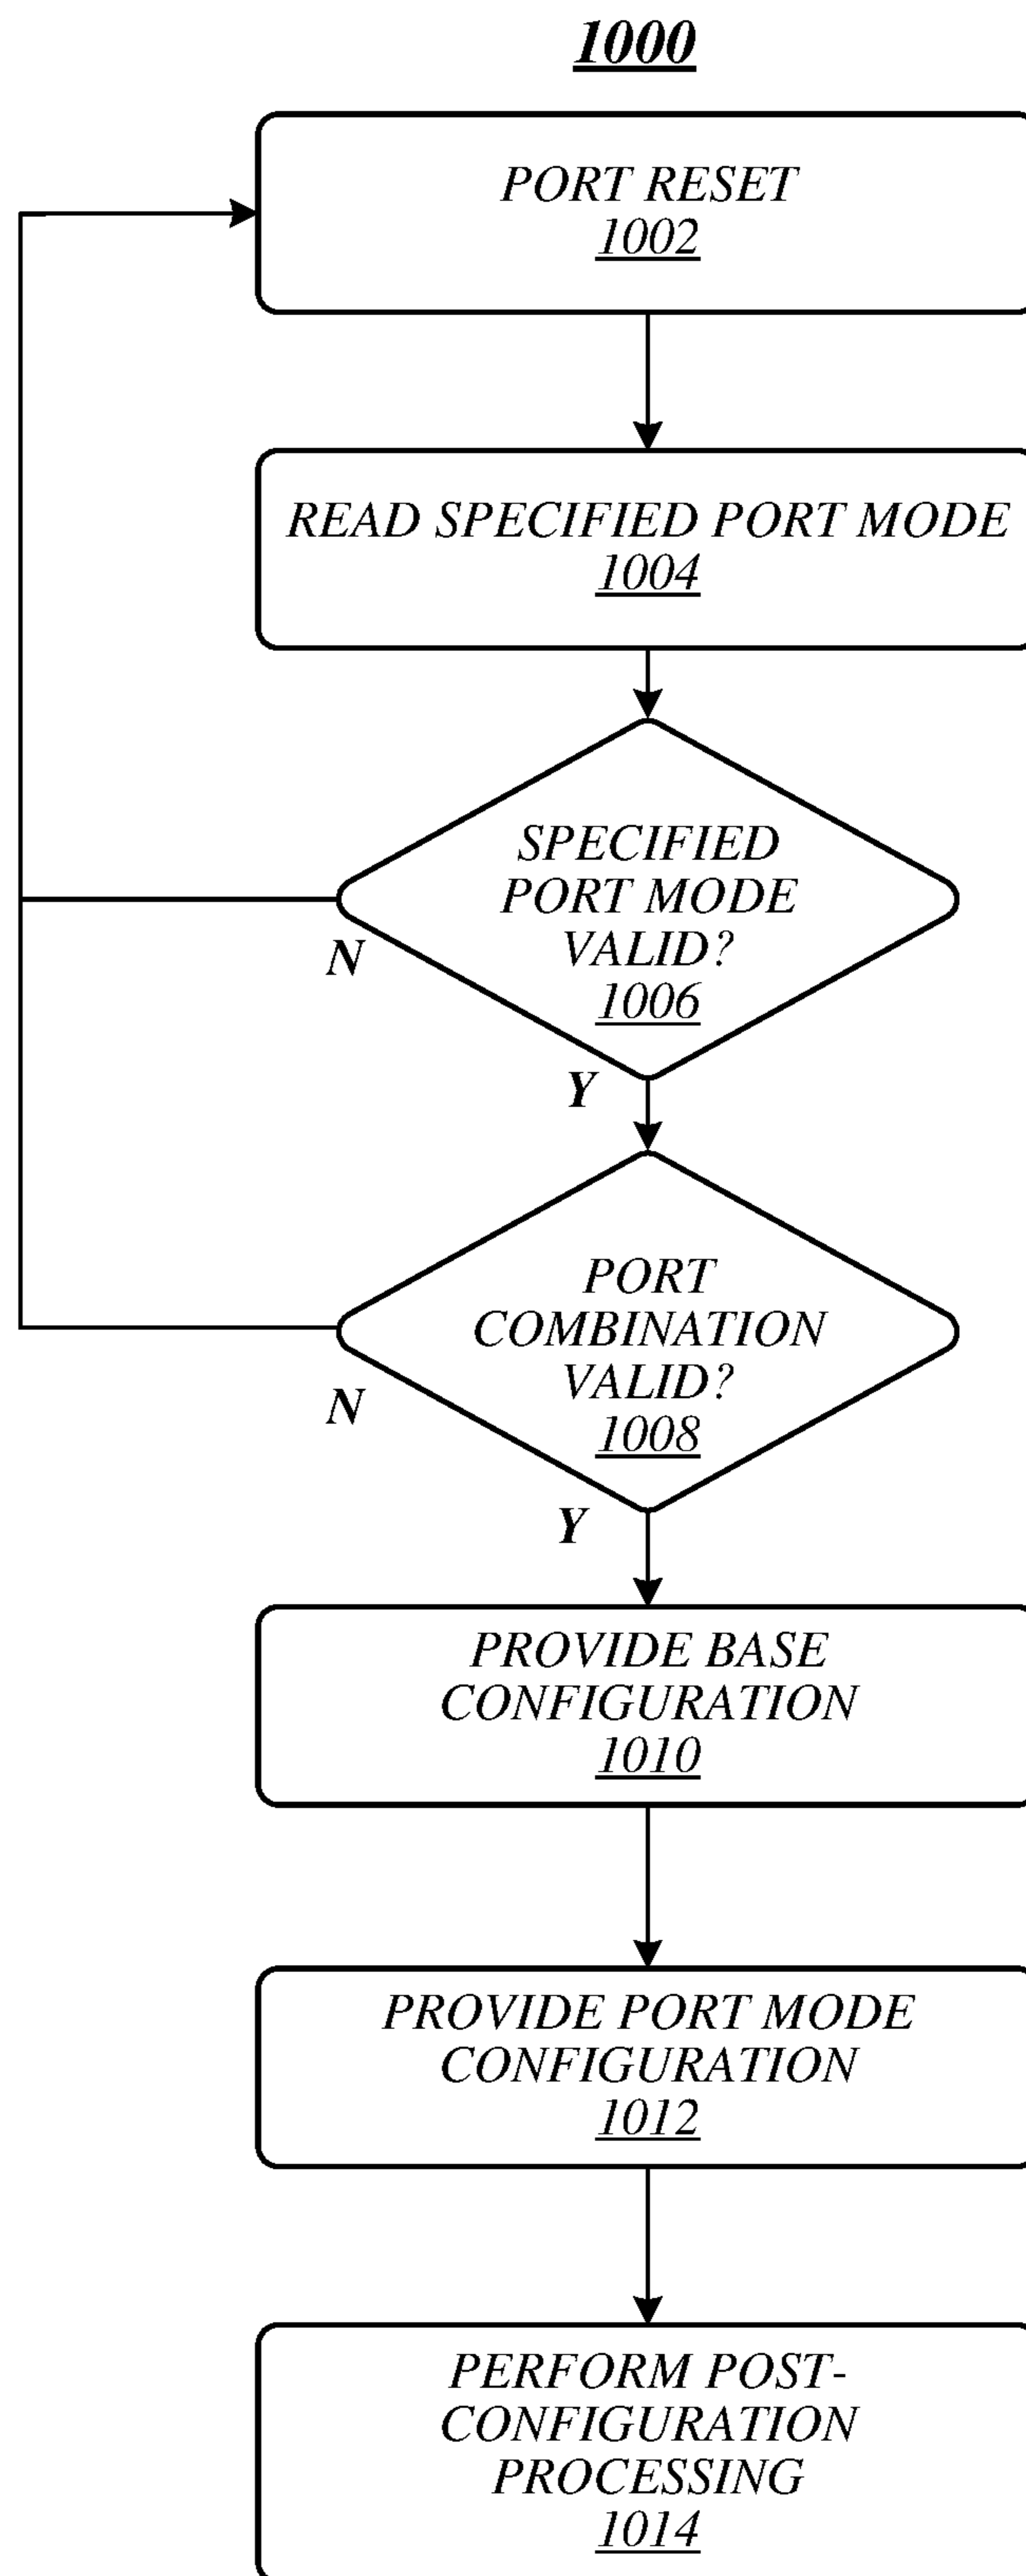 1000
PORT RESET
1002
READ SPECIFIED PORT MODE
1004
SPECIFIED
PORT MODE
VALID?
1006
N
Y
PORT
COMBINATION
VALID?
1008
N
Y
PROVIDE BASE
CONFIGURATION
1010
PROVIDE PORT MODE
CONFIGURATION
1012
PERFORM POST-
CONFIGURATION
PROCESSING
1014